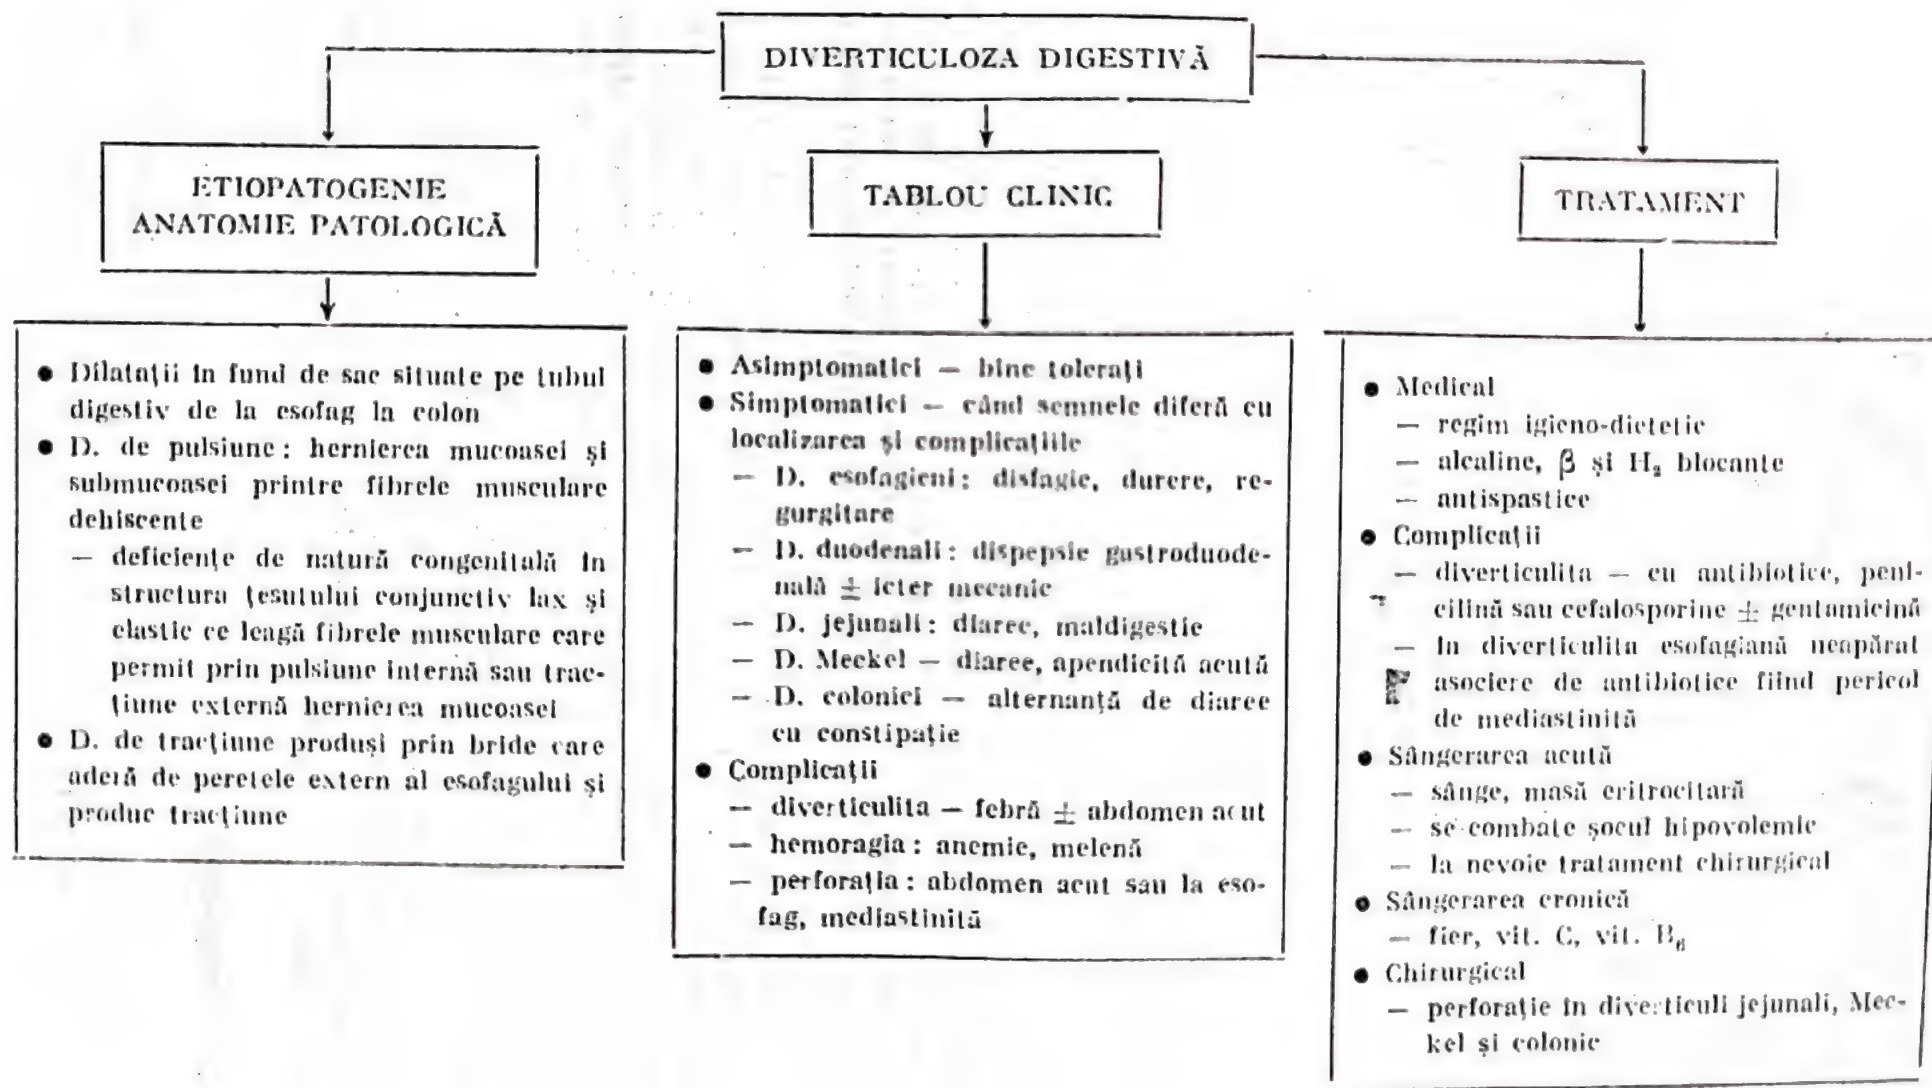 DIVERTICULOZA DIGESTIVĂ
ETIOPATOGENIE
ANATOMIE PATOLOGICĂ
● Dilatații în fund de sac situate pe tubul
digestiv de la esofag la colon
● D. de pulsiune: hernierea mucoasei și
submucoasei printre fibrele musculare
dehiscente
— deficiențe de natură congenitală în
structura țesutului conjunctiv lax și
elastic ce leagă fibrele musculare care
permit prin pulsiune internă sau trac-
țiune externă hernierea mucoasei
● D. de tracțiune produși prin bride care
aderă de peretele extern al esofagului și
produc tracțiune
TABLOU CLINIC
● Asimptomatici — bine tolerați
● Simptomatici — când semnele diferă cu
localizarea și complicațiile
— D. esofagieni: disfagie, durere, re-
gurgitare
— D. duodenali: dispepsie gastroduode-
nală ± icter mecanic
— D. jejunali: diaree, maldigestie
— D. Meckel — diaree, apendicită acută
— D. colonici — alternanță de diaree
cu constipație
● Complicații
— diverticulita — febră ± abdomen acut
— hemoragia: anemie, melenă
— perforația: abdomen acut sau la eso-
fag, mediastinită
TRATAMENT
● Medical
— regim igieno-dietetic
— alcaline, β și H₂ blocante
— antispastice
● Complicații
— diverticulita — cu antibiotice, peni-
cilină sau cefalosporine ± gentamicină
— în diverticulita esofagiană neapărat
asociere de antibiotice fiind pericol
de mediastinită
● Sângerarea acută
— sânge, masă eritrocitară
— se combate șocul hipovolemic
— la nevoie tratament chirurgical
● Sângerarea cronică
— fier, vit. C, vit. B₆
● Chirurgical
— perforație în diverticuli jejunali, Mec-
kel și colonic